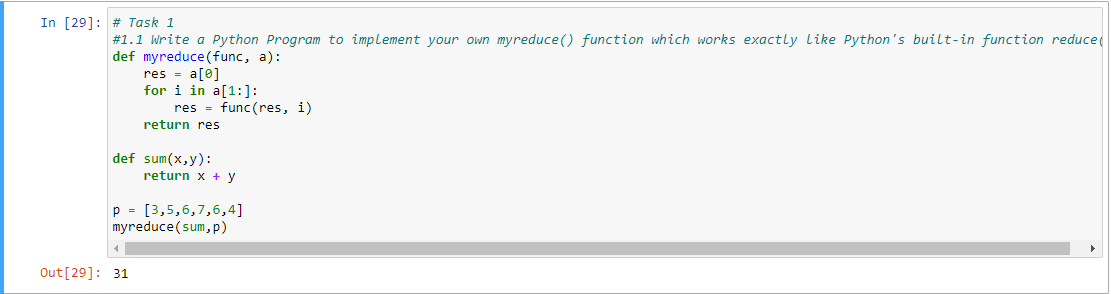 In [29]: # Task 1
#1.1 Write a Python Program to implement your own myreduce() function which works exactly like Python's built-in function reduce(
def myreduce(func, a):
    res = a[0]
    for i in a[1:]:
        res = func(res, i)
    return res
def sum(x,y):
    return x + y
p = [3,5,6,7,6,4]
myreduce(sum,p)
Out[29]: 31